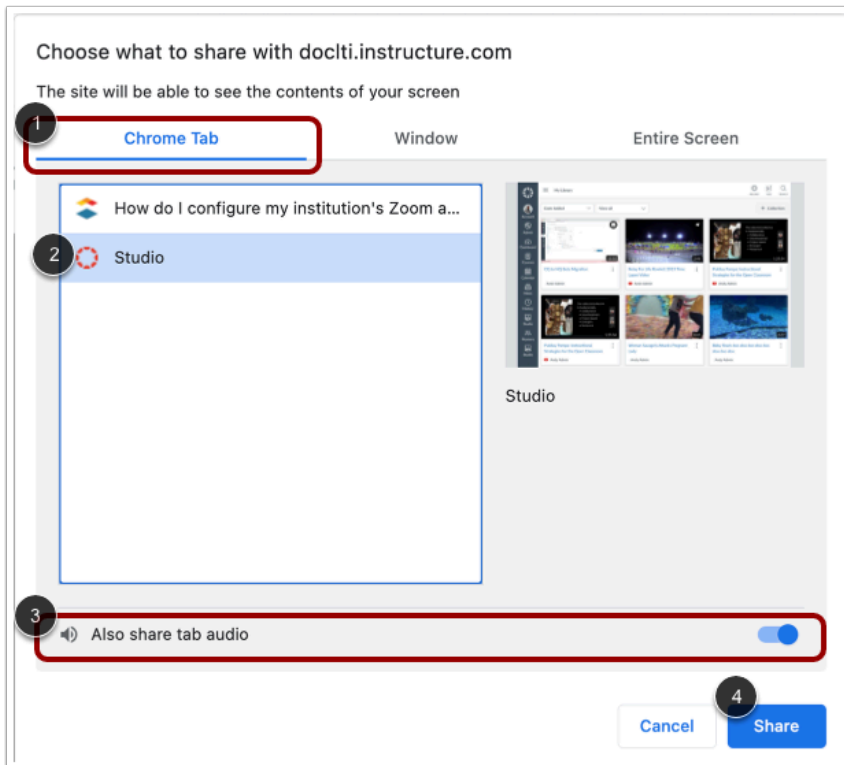 Choose what to share with doclti.instructure.com
The site will be able to see the contents of your screen
1
Chrome Tab
Window
Entire Screen
How do I configure my institution's Zoom a...
2
Studio
Studio
3
Also share tab audio
4
Cancel
Share